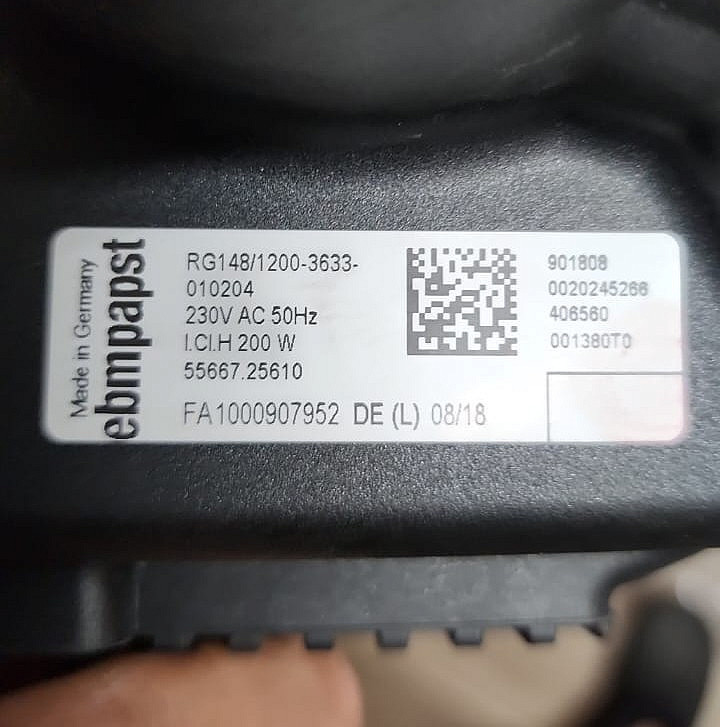 Made in Germany
ebmpapst
RG148/1200-3633-
010204
230V AC 50Hz
I.Cl.H 200 W
55667.25610
FA1000907952 DE (L) 08/18
901808
0020245266
406560
001380T0